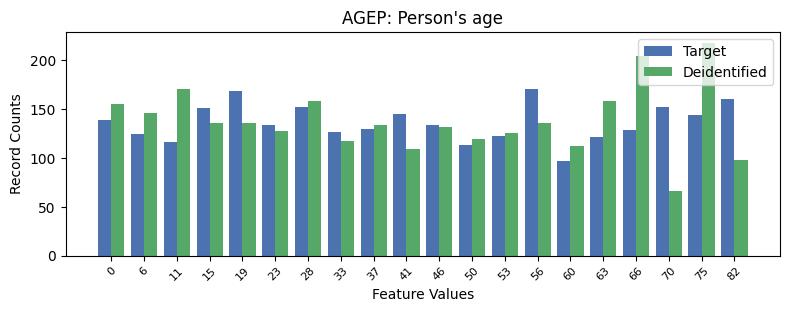 AGEP: Person's age
Target
Deidentified
Record Counts
200
150
100
50
0
0 6 11 15 19 23 28 33 37 41 46 50 53 56 60 63 66 70 75 82
Feature Values